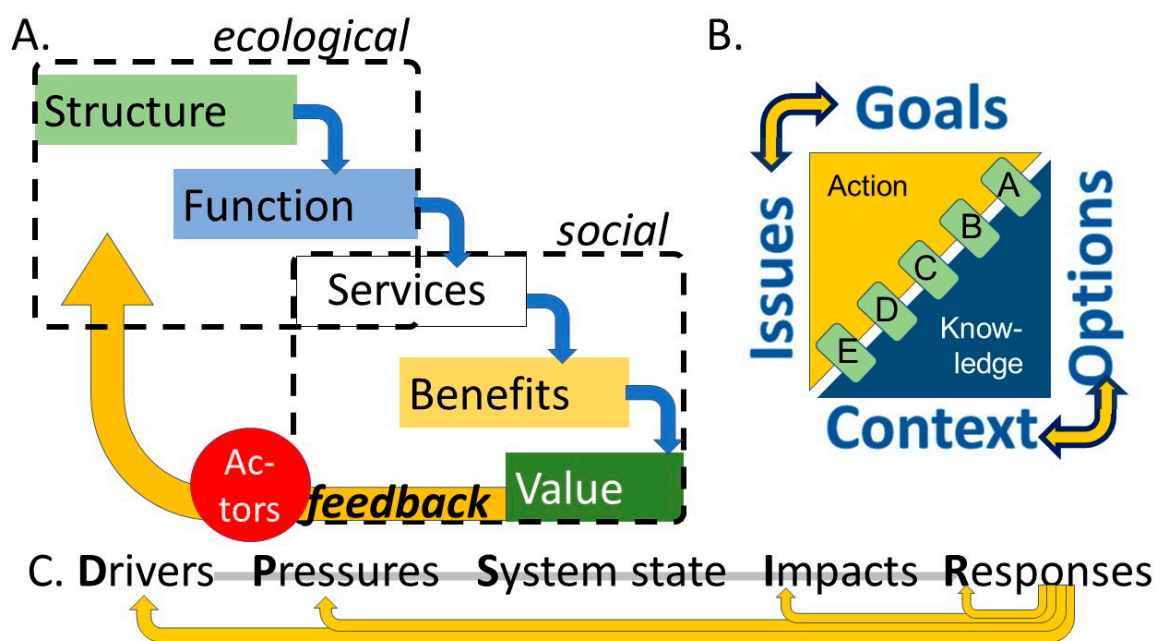 A.
ecological
Structure
Function
social
Services
Benefits
Value
Ac-
tors
feedback
B.
Goals
Issues
Action
A
B
C
D
E
Know-
ledge
Options
Context
C. Drivers Pressures System state Impacts Responses